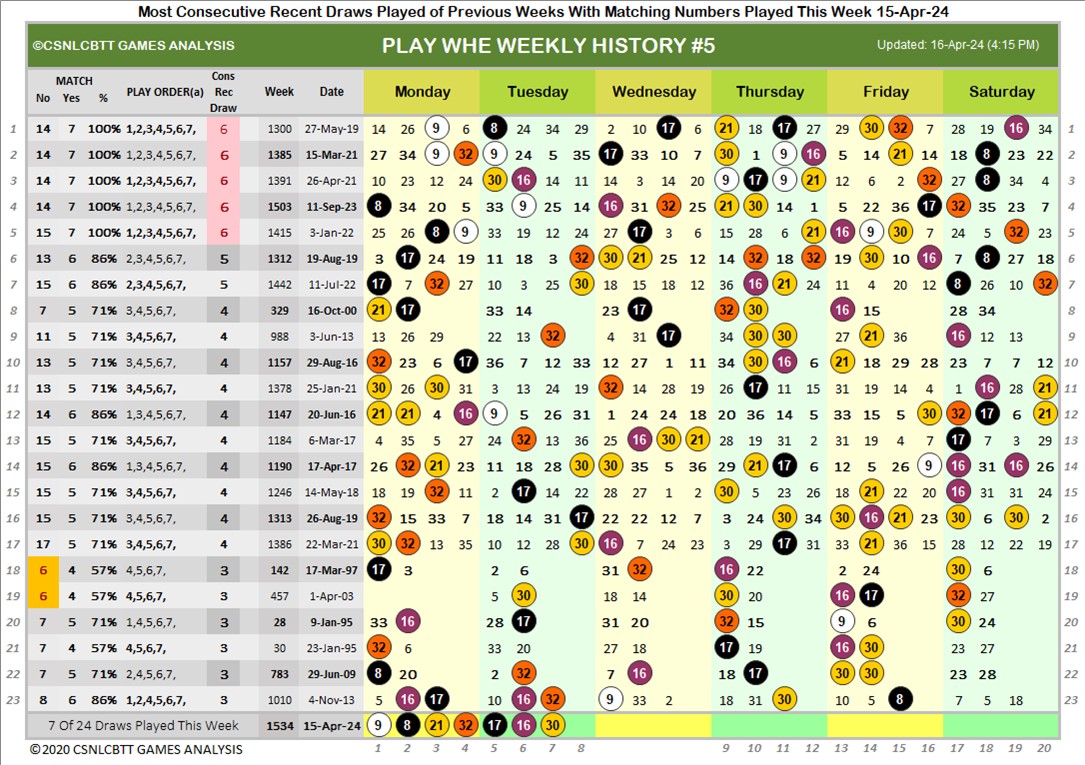 Most Consecutive Recent Draws Played of Previous Weeks With Matching Numbers Played This Week 15-Apr-24
©CSNLCBTT GAMES ANALYSIS PLAY WHE WEEKLY HISTORY #5 Updated: 16-Apr-24 (4:15 PM)
No MATCH Yes % PLAY ORDER(a) Cons Rec Draw Week Date Monday Tuesday Wednesday Thursday Friday Saturday
1 14 7 100% 1,2,3,4,5,6,7, 6 1300 27-May-19 14 26 9 6 8 24 34 29 2 10 17 6 21 18 17 27 29 30 32 7 28 19 16 34 1
2 14 7 100% 1,2,3,4,5,6,7, 6 1385 15-Mar-21 27 34 9 32 9 24 5 35 17 33 10 7 30 1 9 16 5 14 21 14 18 8 23 22 2
3 14 7 100% 1,2,3,4,5,6,7, 6 1391 26-Apr-21 10 23 12 24 30 16 14 11 14 3 14 20 9 17 9 21 12 6 2 32 27 8 34 4 3
4 14 7 100% 1,2,3,4,5,6,7, 6 1503 11-Sep-23 8 34 20 5 33 9 25 14 16 31 32 25 21 30 14 1 5 22 36 17 32 35 23 7 4
5 15 7 100% 1,2,3,4,5,6,7, 6 1415 3-Jan-22 25 26 8 9 33 19 12 24 27 17 3 6 15 28 6 21 16 9 30 7 24 5 32 23 5
6 13 6 86% 2,3,4,5,6,7, 5 1312 19-Aug-19 3 17 24 19 11 18 3 32 30 21 25 12 14 32 18 32 19 30 10 16 7 8 27 18 6
7 15 6 86% 2,3,4,5,6,7, 5 1442 11-Jul-22 17 7 32 27 10 3 25 30 18 15 18 12 36 16 21 24 11 4 20 12 8 26 10 32 7
8 7 5 71% 3,4,5,6,7, 4 329 16-Oct-00 21 17 33 14 23 17 32 30 16 15 28 34 8
9 11 5 71% 3,4,5,6,7, 4 988 3-Jun-13 13 26 29 22 13 32 4 31 17 34 30 30 27 21 36 16 12 13 9
10 13 5 71% 3,4,5,6,7, 4 1157 29-Aug-16 32 23 6 17 36 7 12 33 12 27 1 11 34 30 16 6 21 18 29 28 23 7 7 12 10
11 13 5 71% 3,4,5,6,7, 4 1378 25-Jan-21 30 26 30 31 3 13 24 19 32 14 28 19 26 17 11 15 31 19 14 4 1 16 28 21 11
12 14 6 86% 1,3,4,5,6,7, 4 1147 20-Jun-16 21 21 4 16 9 5 26 31 1 24 24 18 20 36 14 5 33 15 5 30 32 17 6 21 12
13 15 5 71% 3,4,5,6,7, 4 1184 6-Mar-17 4 35 5 27 24 32 13 36 25 16 30 21 28 19 31 2 31 19 4 7 17 7 3 29 13
14 15 6 86% 1,3,4,5,6,7, 4 1190 17-Apr-17 26 32 21 23 11 18 28 30 30 35 5 36 29 21 17 6 12 5 26 9 16 31 16 26 14
15 15 5 71% 3,4,5,6,7, 4 1246 14-May-18 18 19 32 11 2 17 14 22 28 27 1 2 30 5 23 26 18 21 22 20 16 31 31 24 15
16 15 5 71% 3,4,5,6,7, 4 1313 26-Aug-19 32 15 33 7 18 14 31 17 22 22 12 7 3 24 30 34 30 16 21 23 30 6 30 2 16
17 17 5 71% 3,4,5,6,7, 4 1386 22-Mar-21 30 32 13 35 10 12 28 30 16 7 24 23 3 29 17 31 33 21 36 15 28 12 22 19 17
18 6 4 57% 4,5,6,7, 3 142 17-Mar-97 17 3 2 6 31 32 16 22 2 24 30 6 18
19 6 4 57% 4,5,6,7, 3 457 1-Apr-03 5 30 18 14 30 20 16 17 32 27 19
20 7 5 71% 3,4,5,6,7, 3 28 9-Jan-95 33 16 28 17 31 20 32 15 9 6 30 24 20
21 7 4 57% 4,5,6,7, 3 30 23-Jan-95 32 6 33 20 27 18 17 19 16 30 23 27 21
22 7 5 71% 2,4,5,6,7, 3 783 29-Jun-09 8 20 2 32 7 16 18 17 30 30 23 28 22
23 8 6 86% 1,2,4,5,6,7, 3 1010 4-Nov-13 5 16 17 10 16 32 9 33 2 18 31 30 10 5 8 7 5 18 23
7 Of 24 Draws Played This Week 1534 15-Apr-24 9 8 21 32 17 16 30
© 2020 CSNLCBTT GAMES ANALYSIS 1 2 3 4 5 6 7 8 9 10 11 12 13 14 15 16 17 18 19 20